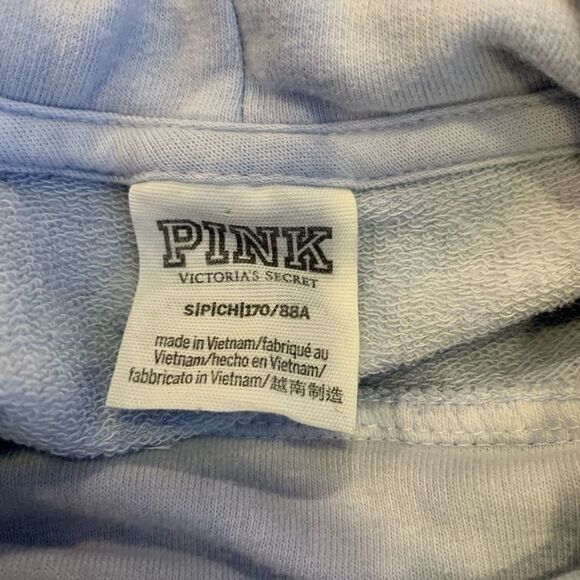 PINK
VICTORIA'S SECRET
S|P|CH|170/88A
made in Vietnam/fabriqué au
Vietnam/hecho en Vietnam/
fabbricato in Vietnam/越南制造